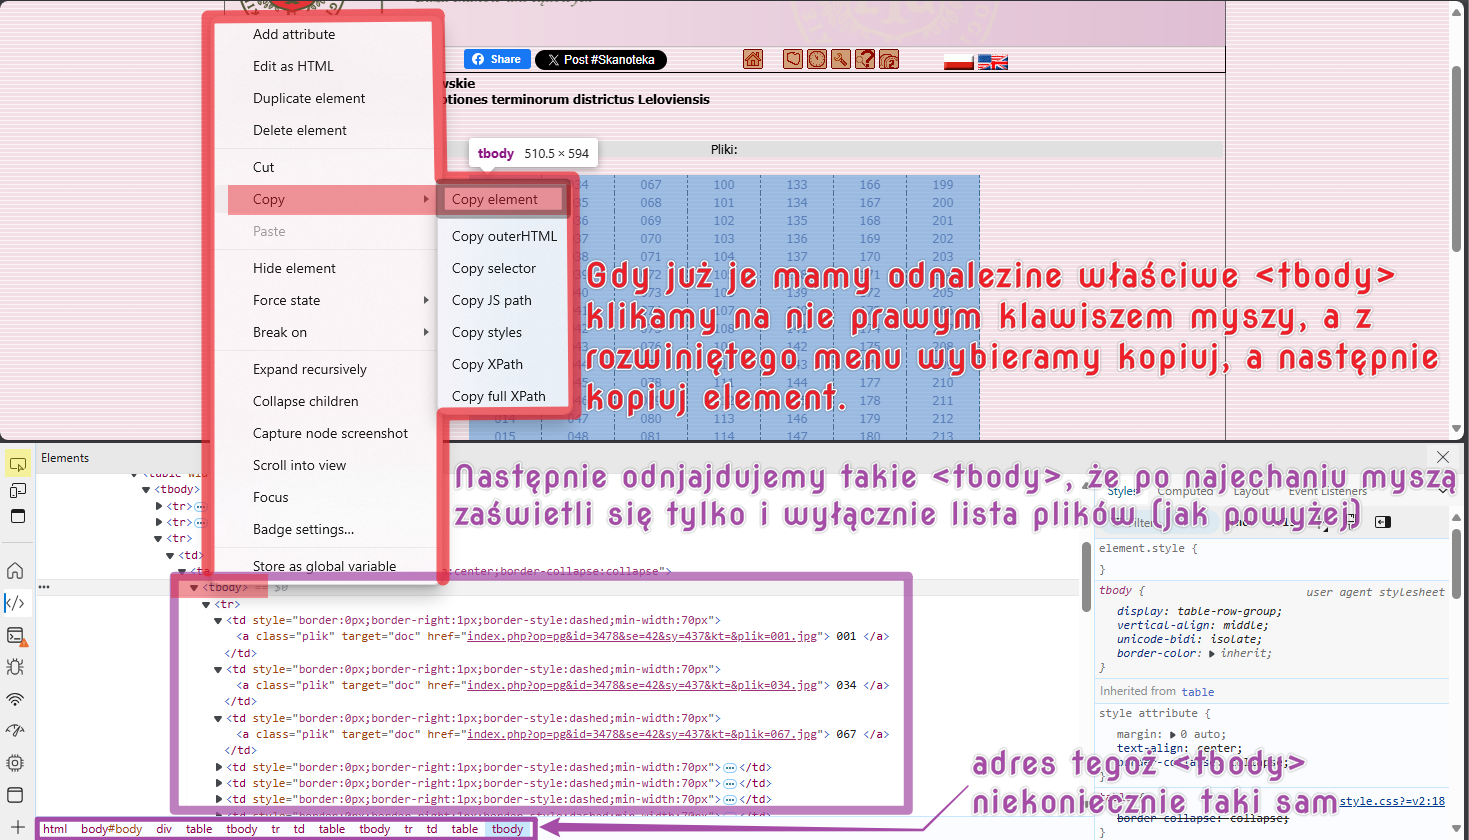 Add attribute
Edit as HTML
Duplicate element
Delete element
Cut
Copy
Paste
Hide element
Force state
Break on
Expand recursively
Collapse children
Capture node screenshot
Scroll into view
Focus
Badge settings...
Store as global variable
Copy element
Copy outerHTML
Copy selector
Copy JS path
Copy styles
Copy XPath
Copy full XPath
Share
Post #Skanoteka
wskie
tiones terminorum districtus Leloviensis
Pliki:
tbody 510.5 × 594
34 067 100 133 166 199
35 068 101 134 167 200
36 069 102 135 168 201
37 070 103 136 169 202
38 071 104 137 170 203
Gdy już je mamy odnalezine właściwe <tbody>
klikamy na nie prawym klawiszem myszy, a z
rozwiniętego menu wybieramy kopiuj, a następnie
kopiuj element.
014 047 080 113 146 179 212
015 048 081 114 147 180 213
Elements
Następnie odnjajdujemy takie <tbody>, że po najechaniu myszą
zaświetli się tylko i wyłącznie lista plików (jak powyżej)
Styles Computed Layout Event Listeners
<tbody>
<tr>
<tr>
<tr>
<td>
:center;border-collapse:collapse">
<tbody> == $0
<tr>
<td style="border:0px;border-right:1px;border-style:dashed;min-width:70px">
<a class="plik" target="doc" href="index.php?op=pg&id=3478&se=42&sy=437&kt=&plik=001.jpg"> 001 </a>
</td>
<td style="border:0px;border-right:1px;border-style:dashed;min-width:70px">
<a class="plik" target="doc" href="index.php?op=pg&id=3478&se=42&sy=437&kt=&plik=034.jpg"> 034 </a>
</td>
<td style="border:0px;border-right:1px;border-style:dashed;min-width:70px">
<a class="plik" target="doc" href="index.php?op=pg&id=3478&se=42&sy=437&kt=&plik=067.jpg"> 067 </a>
</td>
<td style="border:0px;border-right:1px;border-style:dashed;min-width:70px">…</td>
<td style="border:0px;border-right:1px;border-style:dashed;min-width:70px">…</td>
<td style="border:0px;border-right:1px;border-style:dashed;min-width:70px">…</td>
html body#body div table tbody tr td table tbody tr td table tbody
element.style {
}
tbody { user agent stylesheet
display: table-row-group;
vertical-align: middle;
unicode-bidi: isolate;
border-color: inherit;
}
Inherited from table
style attribute {
margin: 0 auto;
text-align: center;
border-collapse: collapse;
}
adres tegoż <tbody>
niekoniecznie taki sam
style.css?=v2:18
border-collapse: collapse;
}